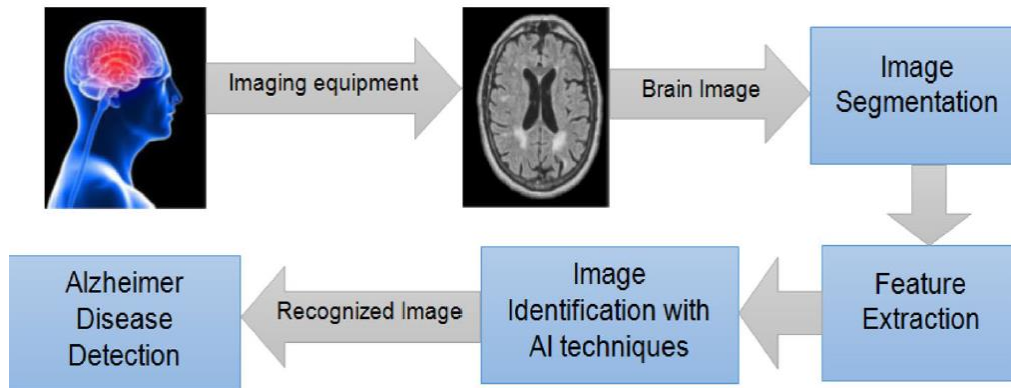 Imaging equipment
Brain Image
Image
Segmentation
Feature
Extraction
Image
Identification with
AI techniques
Recognized Image
Alzheimer
Disease
Detection